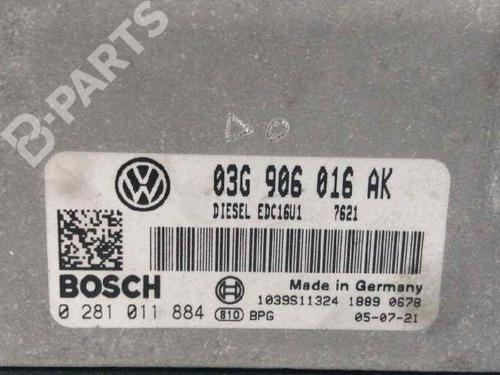 B-PARTS
03G 906 016 AK
DIESEL EDC16U1 7621
BOSCH
Made in Germany
1039S11324 1889 0678
0 281 011 884 810 BPG 05-07-21